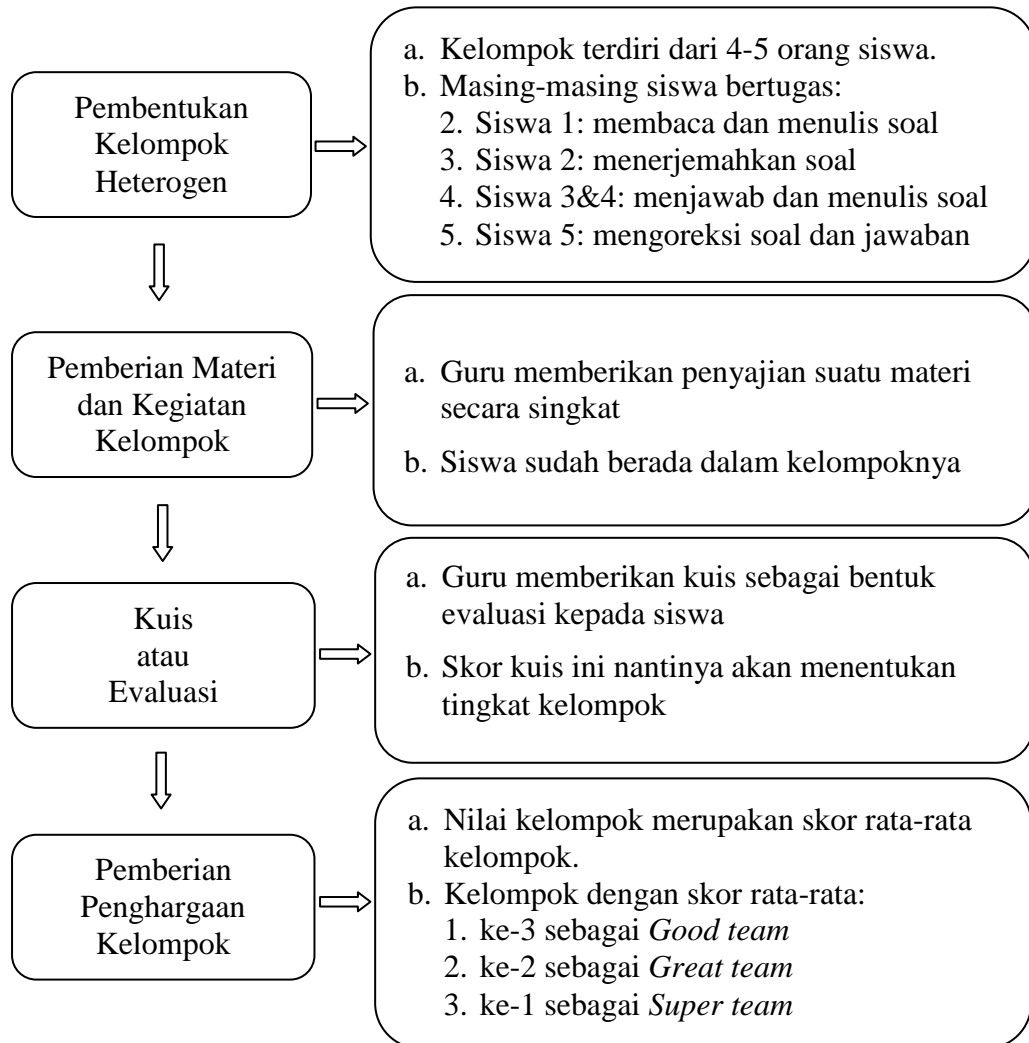 Pembentukan
Kelompok
Heterogen
a. Kelompok terdiri dari 4-5 orang siswa.
b. Masing-masing siswa bertugas:
2. Siswa 1: membaca dan menulis soal
3. Siswa 2: menerjemahkan soal
4. Siswa 3&4: menjawab dan menulis soal
5. Siswa 5: mengoreksi soal dan jawaban
Pemberian Materi
dan Kegiatan
Kelompok
a. Guru memberikan penyajian suatu materi
secara singkat
b. Siswa sudah berada dalam kelompoknya
Kuis
atau
Evaluasi
a. Guru memberikan kuis sebagai bentuk
evaluasi kepada siswa
b. Skor kuis ini nantinya akan menentukan
tingkat kelompok
Pemberian
Penghargaan
Kelompok
a. Nilai kelompok merupakan skor rata-rata
kelompok.
b. Kelompok dengan skor rata-rata:
1. ke-3 sebagai Good team
2. ke-2 sebagai Great team
3. ke-1 sebagai Super team